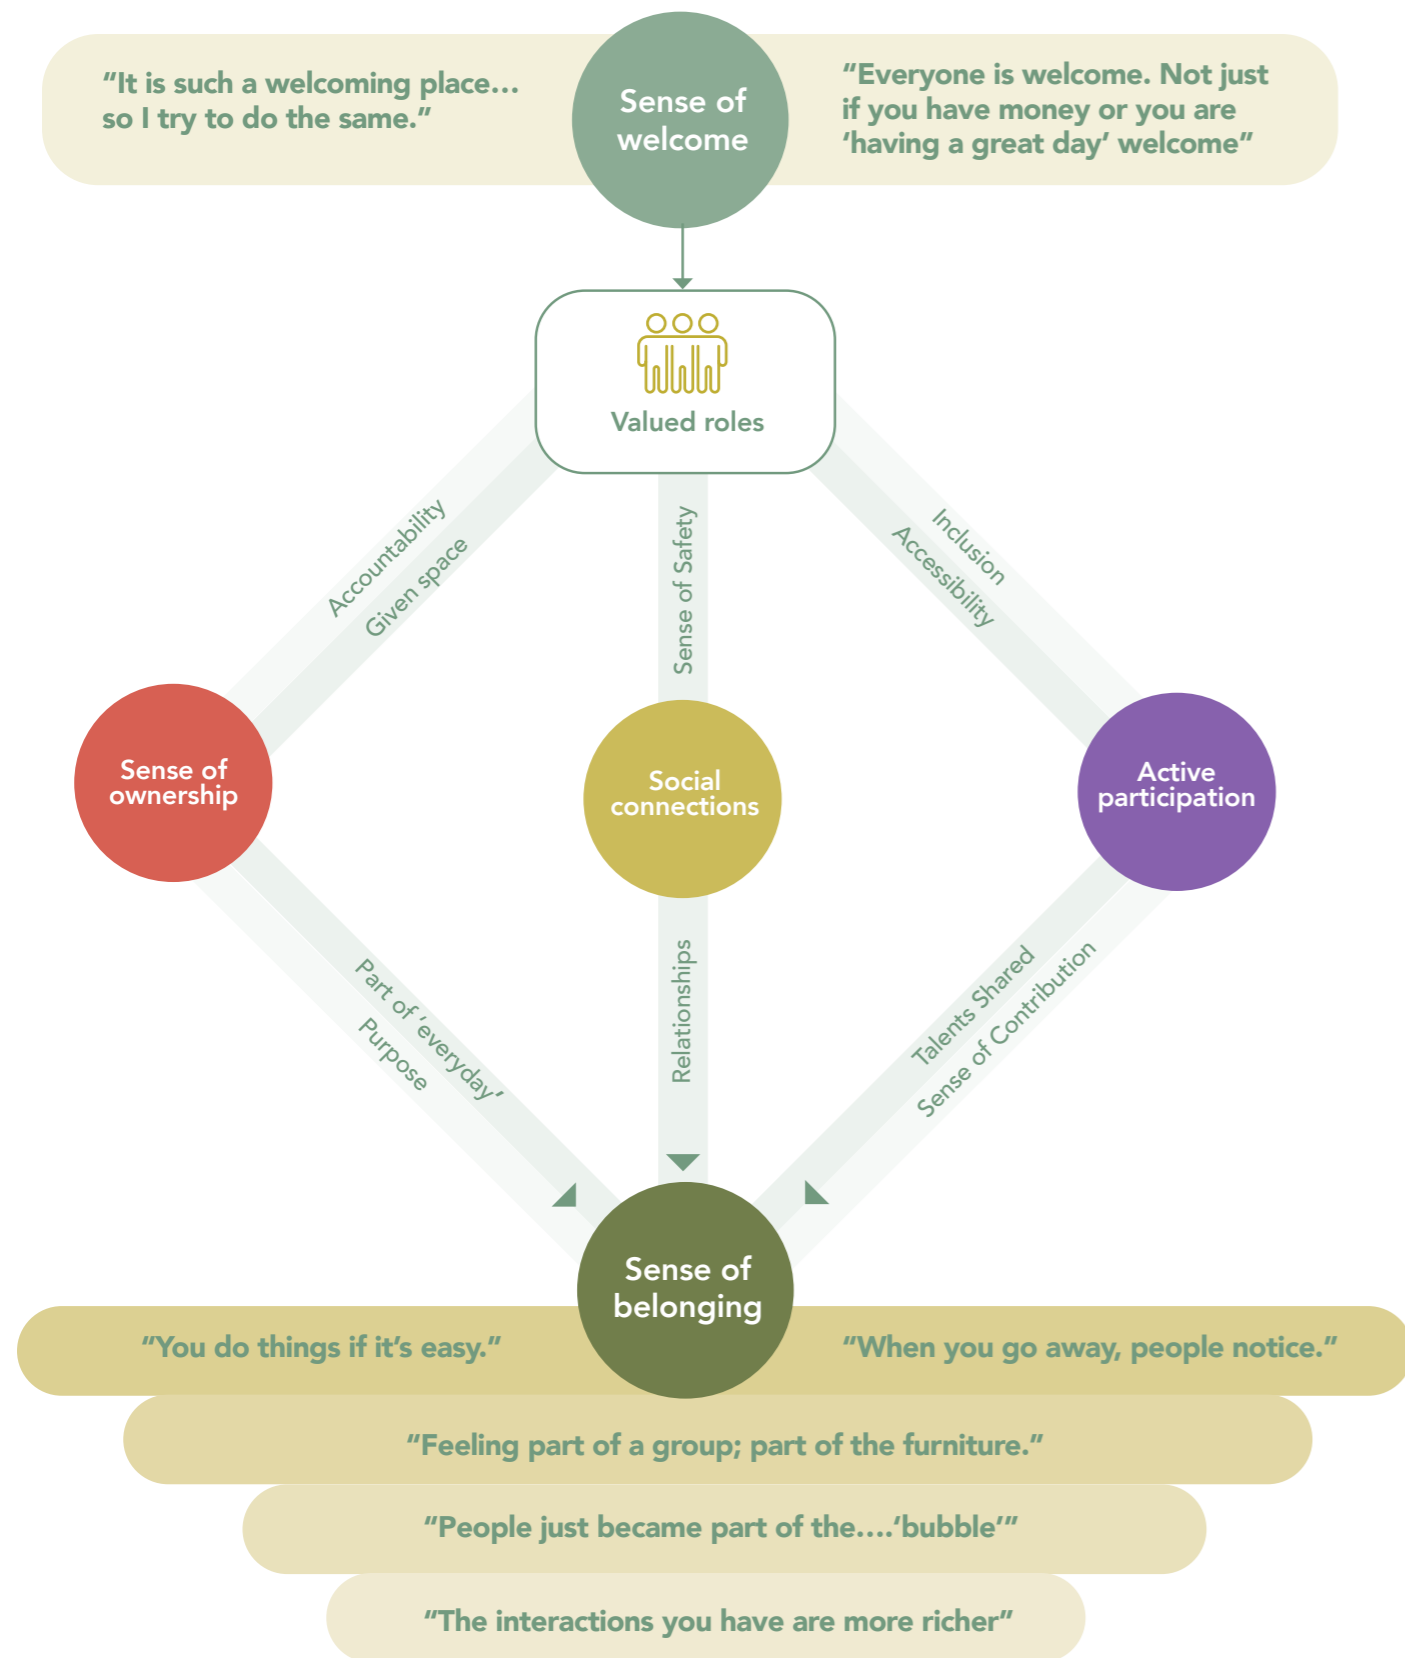 “It is such a welcoming place…
so I try to do the same.”
Sense of
welcome
“Everyone is welcome. Not just
if you have money or you are
‘having a great day’ welcome”
Valued roles
Accountability
Given space
Sense of Safety
Inclusion
Accessibility
Sense of
ownership
Social
connections
Active
participation
Part of ‘everyday’
Purpose
Relationships
Talents Shared
Sense of Contribution
Sense of
belonging
“You do things if it’s easy.”
“When you go away, people notice.”
“Feeling part of a group; part of the furniture.”
“People just became part of the....‘bubble’”
“The interactions you have are more richer”